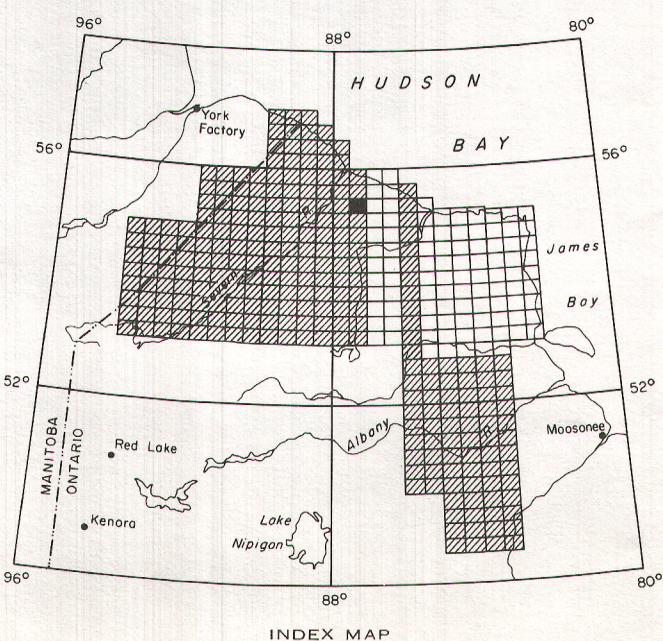 96°
88°
80°
HUDSON
BAY
York
Factory
56°
56°
R.
Severn
James
Bay
52°
52°
MANITOBA
ONTARIO
Red Lake
Albany
R.
Moosonee
Kenora
Lake
Nipigon
96°
88°
80°
INDEX MAP